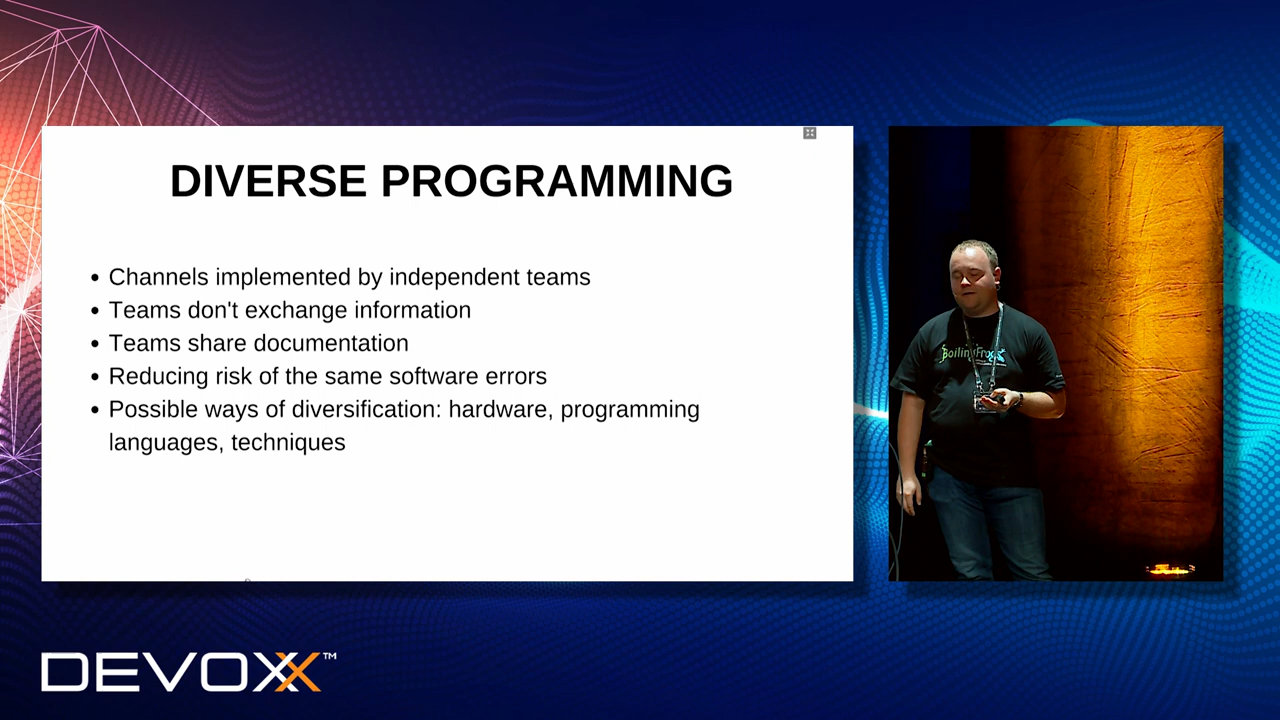 DIVERSE PROGRAMMING
• Channels implemented by independent teams
• Teams don't exchange information
• Teams share documentation
• Reducing risk of the same software errors
• Possible ways of diversification: hardware, programming
languages, techniques
BoilingFrogs
DEVOXX™